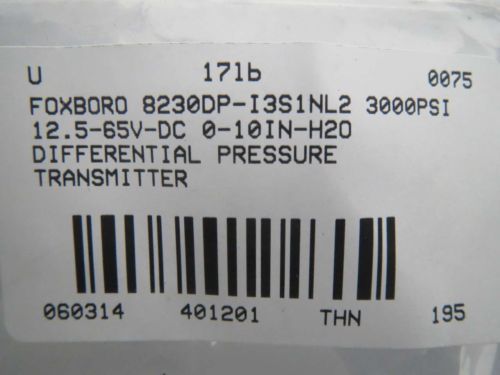 U 17lb 0075
FOXBORO 8230DP-I3S1NL2 3000PSI
12.5-65V-DC 0-10IN-H2O
DIFFERENTIAL PRESSURE
TRANSMITTER
060314 401201 THN 195